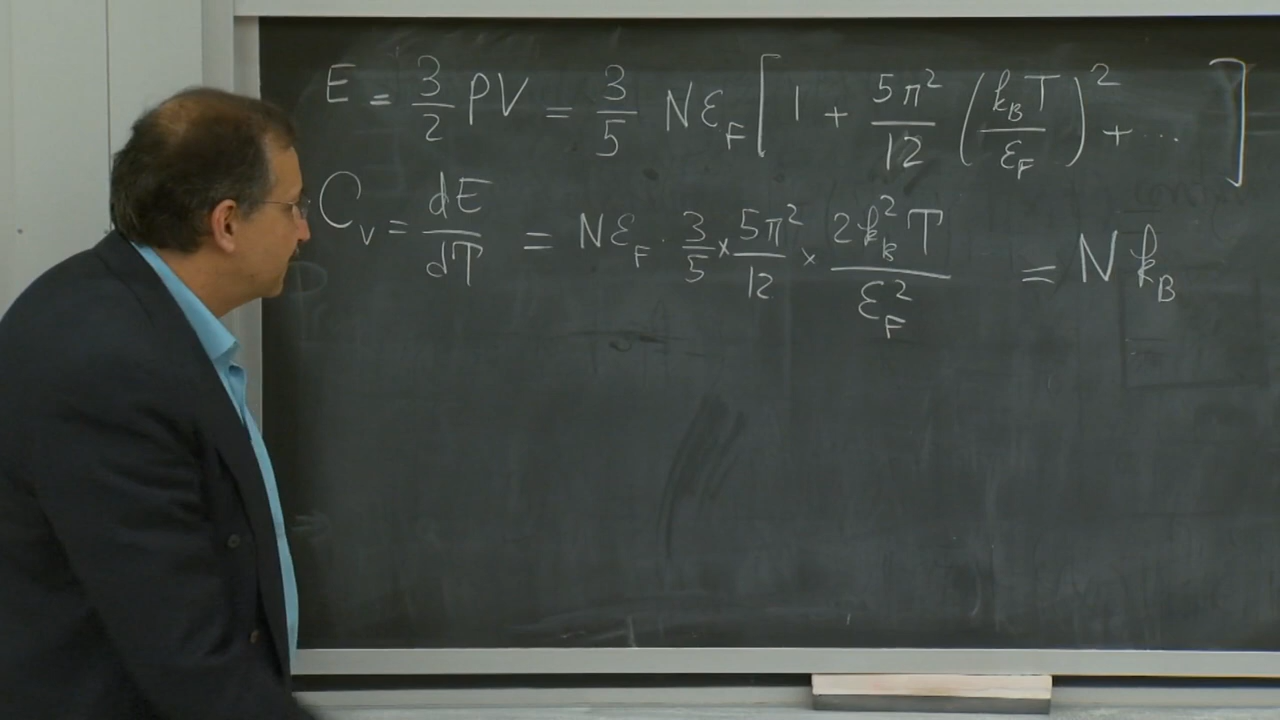 E = 3/2 PV = 3/5 Nε_F [ 1 + 5π²/12 (k_B T/ε_F)² + ... ]
C_v = dE/dT = Nε_F · 3/5 × 5π²/12 × 2k_B² T/ε_F² = N k_B